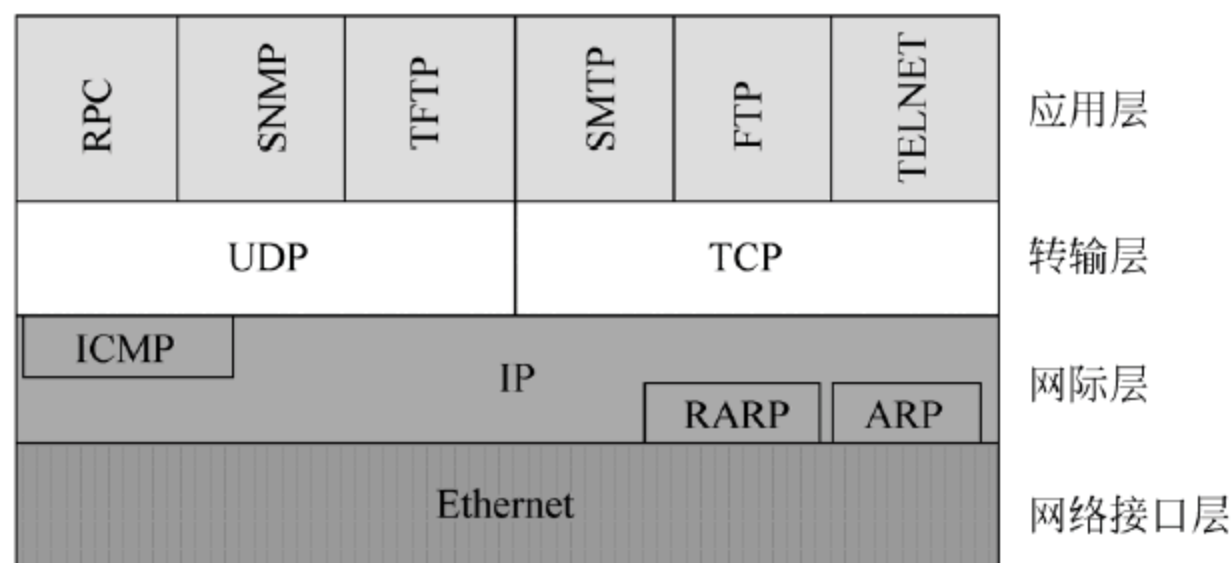 RPC
SNMP
TFTP
SMTP
FTP
TELNET
应用层
UDP
TCP
转输层
ICMP
IP
RARP
ARP
网际层
Ethernet
网络接口层